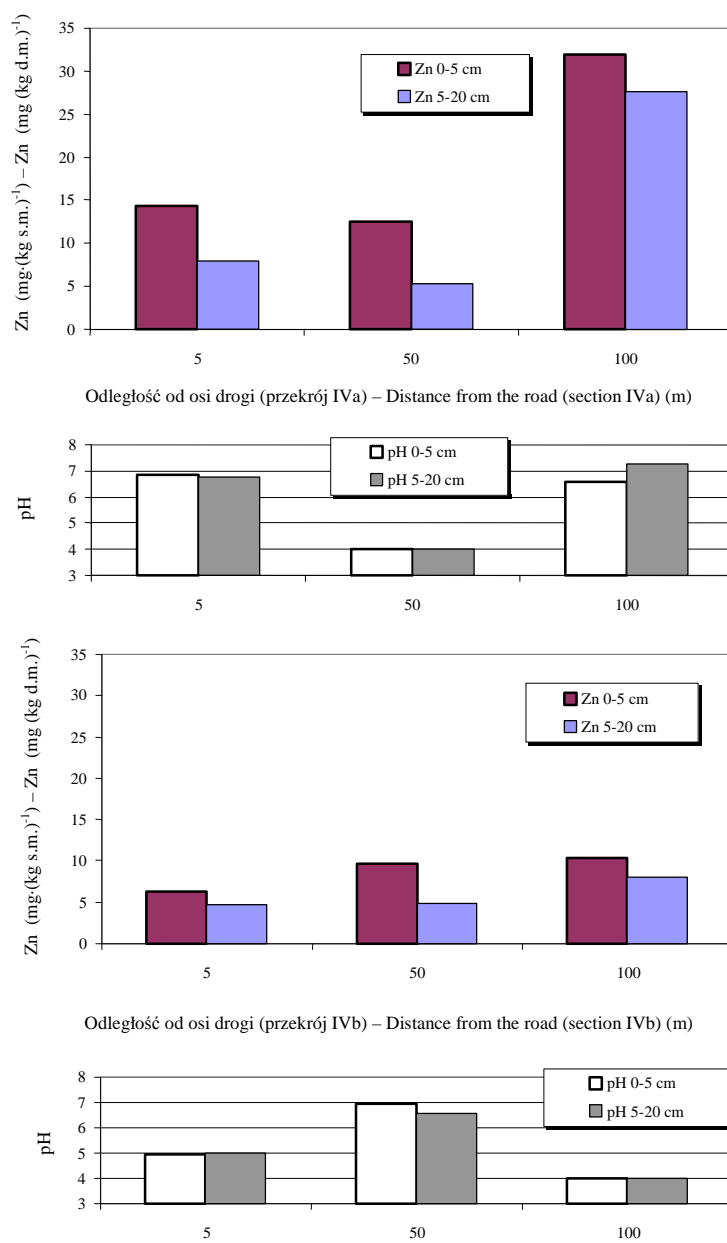 Zn (mg·(kg s.m.)-1) – Zn (mg (kg d.m.)-1)
35
30
25
20
15
10
5
0
Zn 0-5 cm
Zn 5-20 cm
5 50 100
Odległość od osi drogi (przekrój IVa) – Distance from the road (section IVa) (m)
pH
8
7
6
5
4
3
pH 0-5 cm
pH 5-20 cm
5 50 100
Zn (mg·(kg s.m.)-1) – Zn (mg (kg d.m.)-1)
35
30
25
20
15
10
5
0
Zn 0-5 cm
Zn 5-20 cm
5 50 100
Odległość od osi drogi (przekrój IVb) – Distance from the road (section IVb) (m)
pH
8
7
6
5
4
3
pH 0-5 cm
pH 5-20 cm
5 50 100